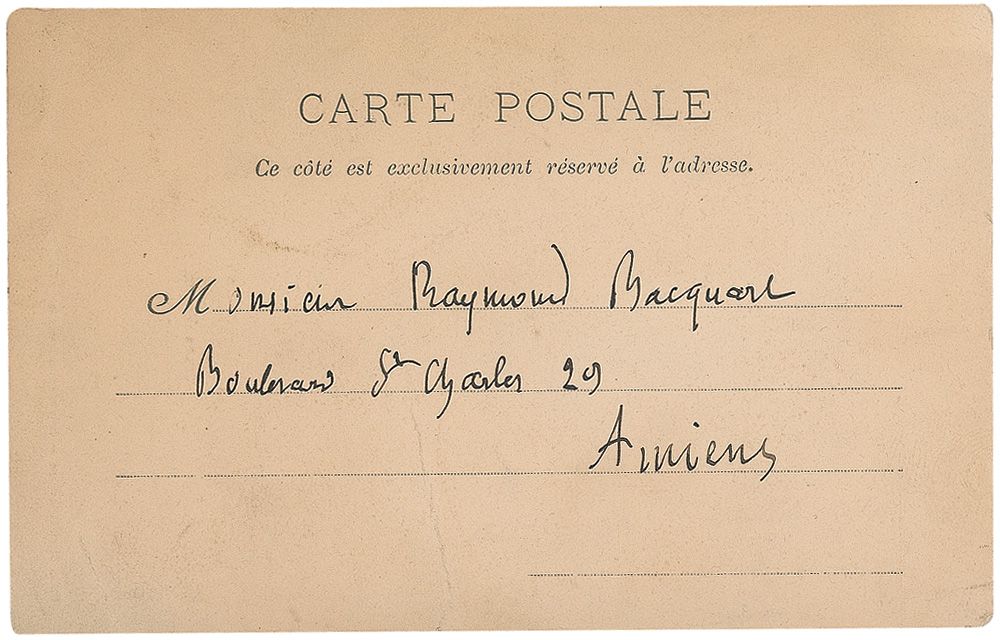 CARTE POSTALE
Ce côté est exclusivement réservé à l'adresse.
Monsieur Raymond Bacquart
Boulevard St Charles 29
Amiens